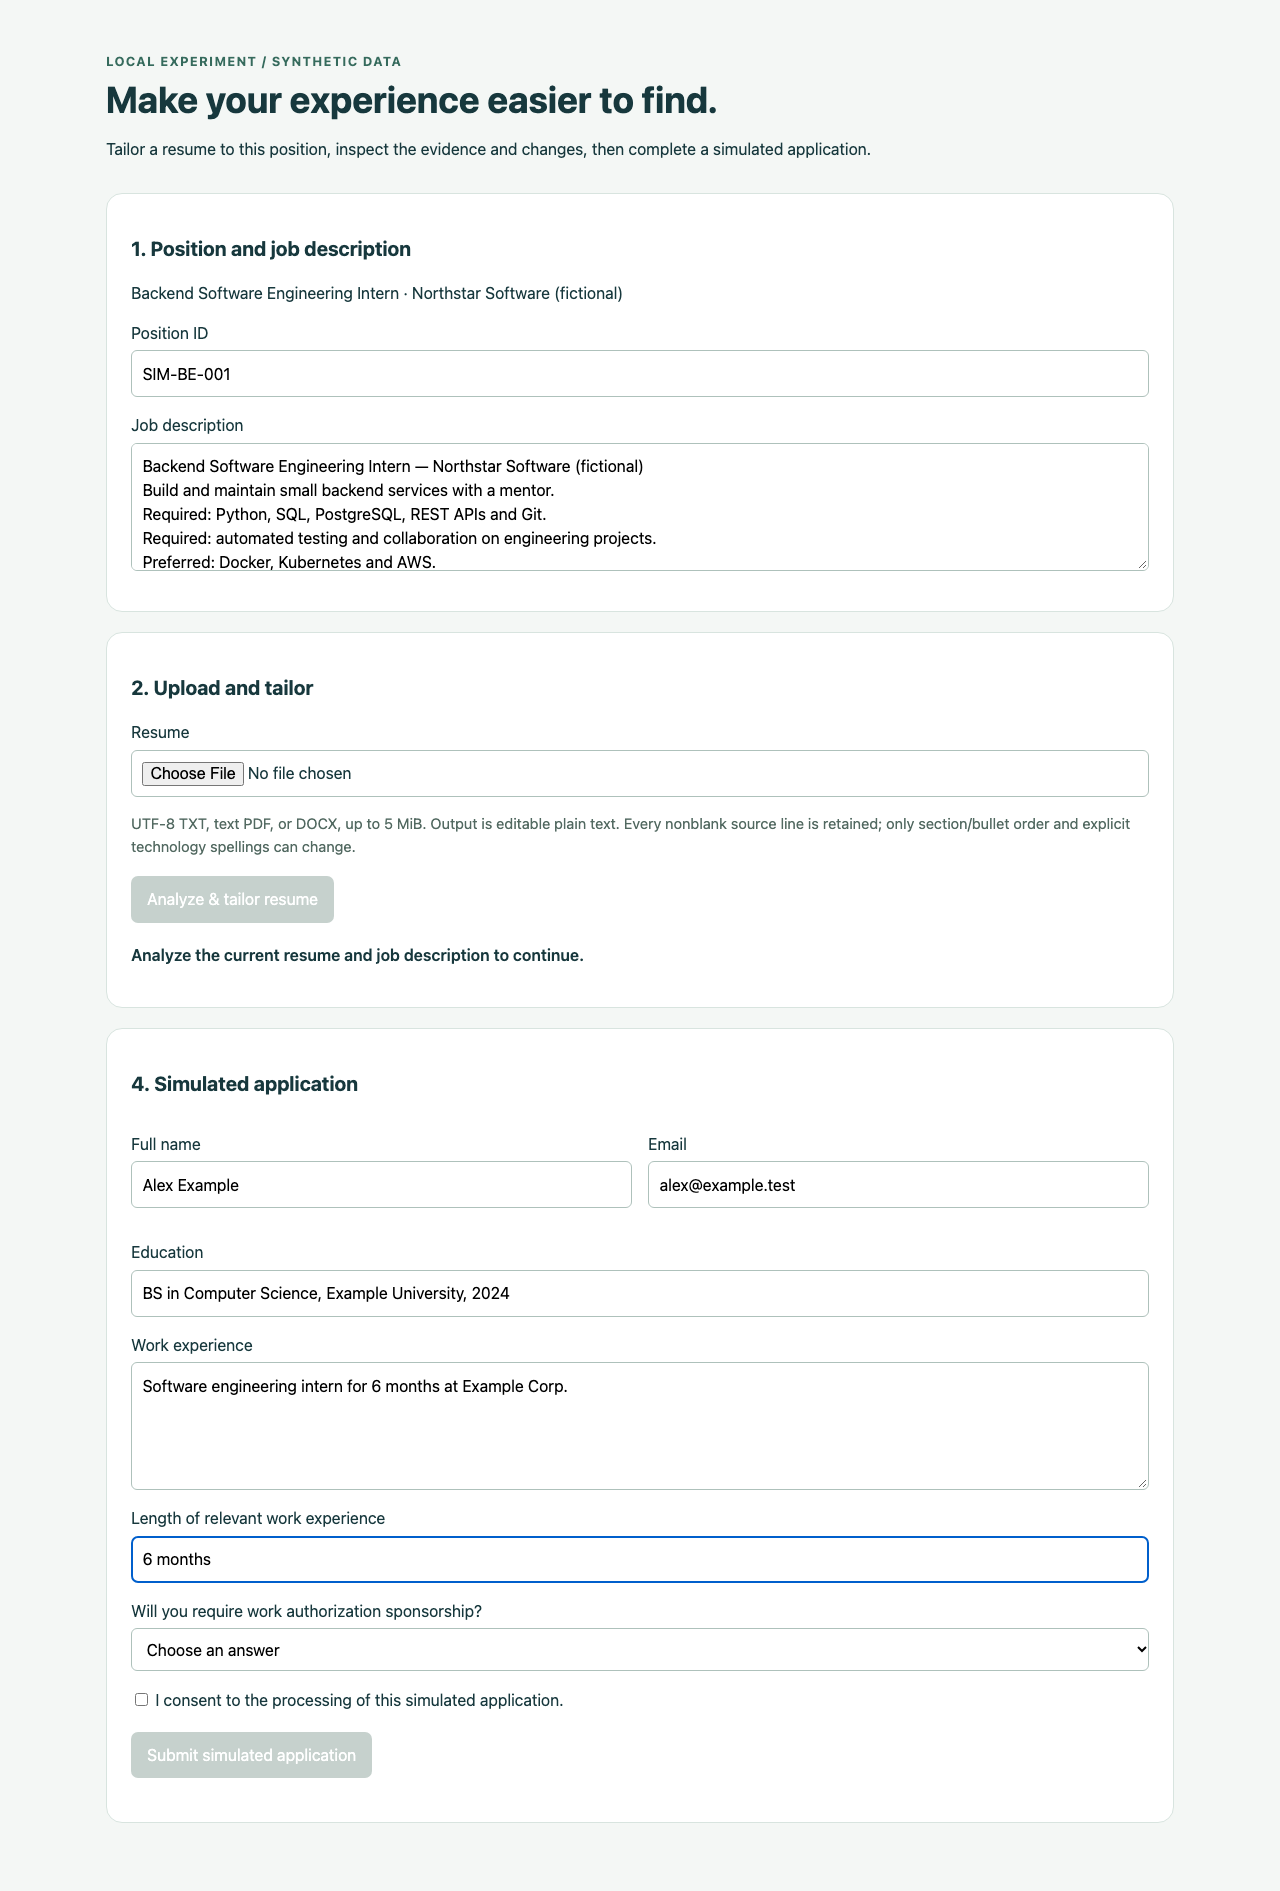 LOCAL EXPERIMENT / SYNTHETIC DATA
Make your experience easier to find.
Tailor a resume to this position, inspect the evidence and changes, then complete a simulated application.
1. Position and job description
Backend Software Engineering Intern · Northstar Software (fictional)
Position ID
SIM-BE-001
Job description
Backend Software Engineering Intern — Northstar Software (fictional)
Build and maintain small backend services with a mentor.
Required: Python, SQL, PostgreSQL, REST APIs and Git.
Required: automated testing and collaboration on engineering projects.
Preferred: Docker, Kubernetes and AWS.
2. Upload and tailor
Resume
Choose File No file chosen
UTF-8 TXT, text PDF, or DOCX, up to 5 MiB. Output is editable plain text. Every nonblank source line is retained; only section/bullet order and explicit
technology spellings can change.
Analyze & tailor resume
Analyze the current resume and job description to continue.
4. Simulated application
Full name Email
Alex Example alex@example.test
Education
BS in Computer Science, Example University, 2024
Work experience
Software engineering intern for 6 months at Example Corp.
Length of relevant work experience
6 months
Will you require work authorization sponsorship?
Choose an answer
I consent to the processing of this simulated application.
Submit simulated application